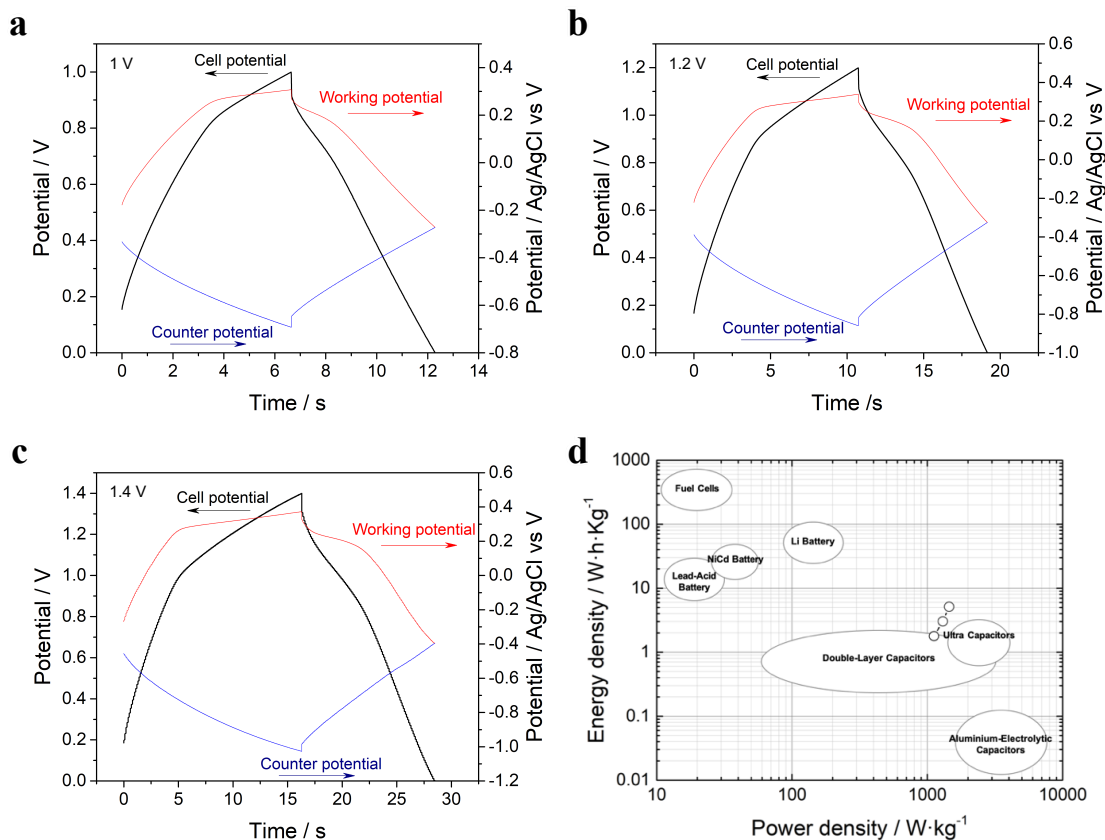 a
1 V
Cell potential
Working potential
Counter potential
Potential / V
1.0
0.8
0.6
0.4
0.2
0.0
0.4
0.2
0.0
-0.2
-0.4
-0.6
-0.8
Potential / Ag/AgCl vs V
0 2 4 6 8 10 12 14
Time / s
b
1.2 V
Cell potential
Working potential
Counter potential
Potential / V
1.2
1.0
0.8
0.6
0.4
0.2
0.0
0.6
0.4
0.2
0.0
-0.2
-0.4
-0.6
-0.8
-1.0
Potential / Ag/AgCl vs V
0 5 10 15 20
Time /s
c
1.4 V
Cell potential
Working potential
Counter potential
Potential / V
1.4
1.2
1.0
0.8
0.6
0.4
0.2
0.0
0.6
0.4
0.2
0.0
-0.2
-0.4
-0.6
-0.8
-1.0
-1.2
Potential / Ag/AgCl vs V
0 5 10 15 20 25 30
Time / s
d
Energy density / W·h·Kg⁻¹
1000
100
10
1
0.1
0.01
Fuel Cells
Li Battery
NiCd Battery
Lead-Acid
Battery
Ultra Capacitors
Double-Layer Capacitors
Aluminium-Electrolytic
Capacitors
10 100 1000 10000
Power density / W·kg⁻¹